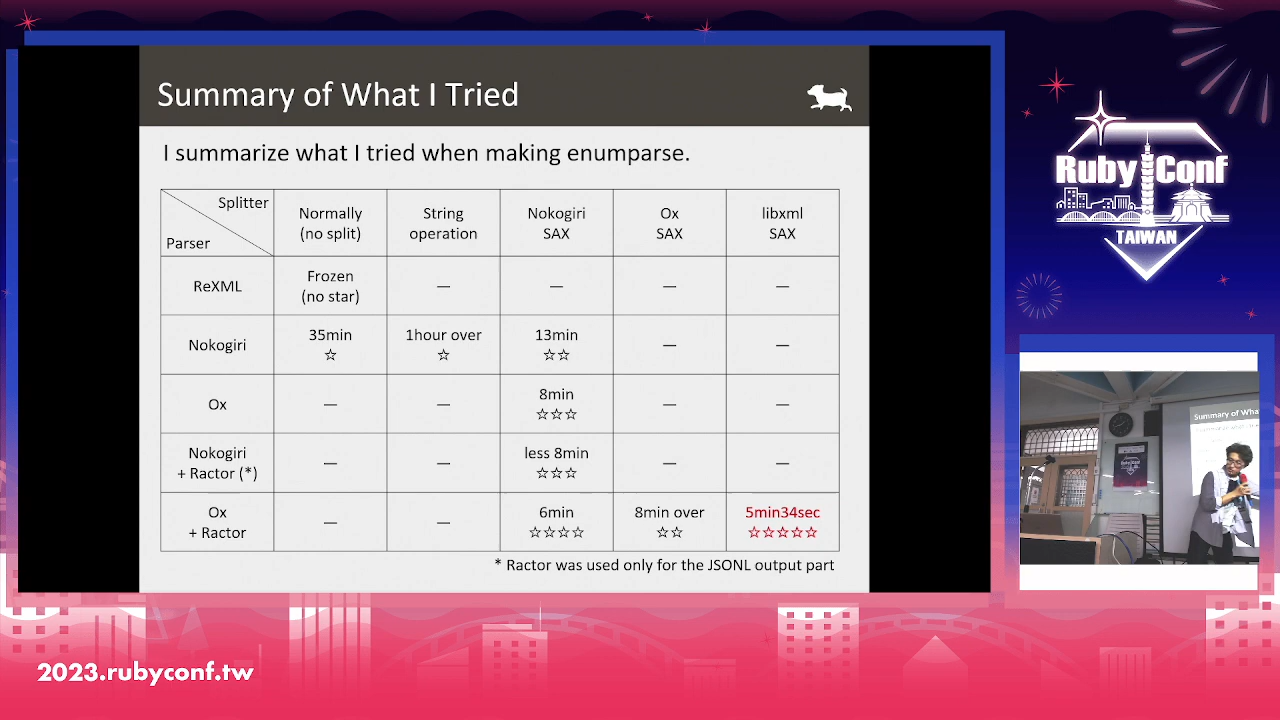 Summary of What I Tried
I summarize what I tried when making enumparse.
Splitter
Parser
Normally
(no split)
String
operation
Nokogiri
SAX
Ox
SAX
libxml
SAX
ReXML
Frozen
(no star)
—
—
—
—
Nokogiri
35min
☆
1hour over
☆
13min
☆☆
—
—
Ox
—
—
8min
☆☆☆
—
—
Nokogiri
+ Ractor (*)
—
—
less 8min
☆☆☆
—
—
Ox
+ Ractor
—
—
6min
☆☆☆☆
8min over
☆☆
5min34sec
☆☆☆☆☆
* Ractor was used only for the JSONL output part
RubyConf
TAIWAN
Summary of Wha
2023.rubyconf.tw